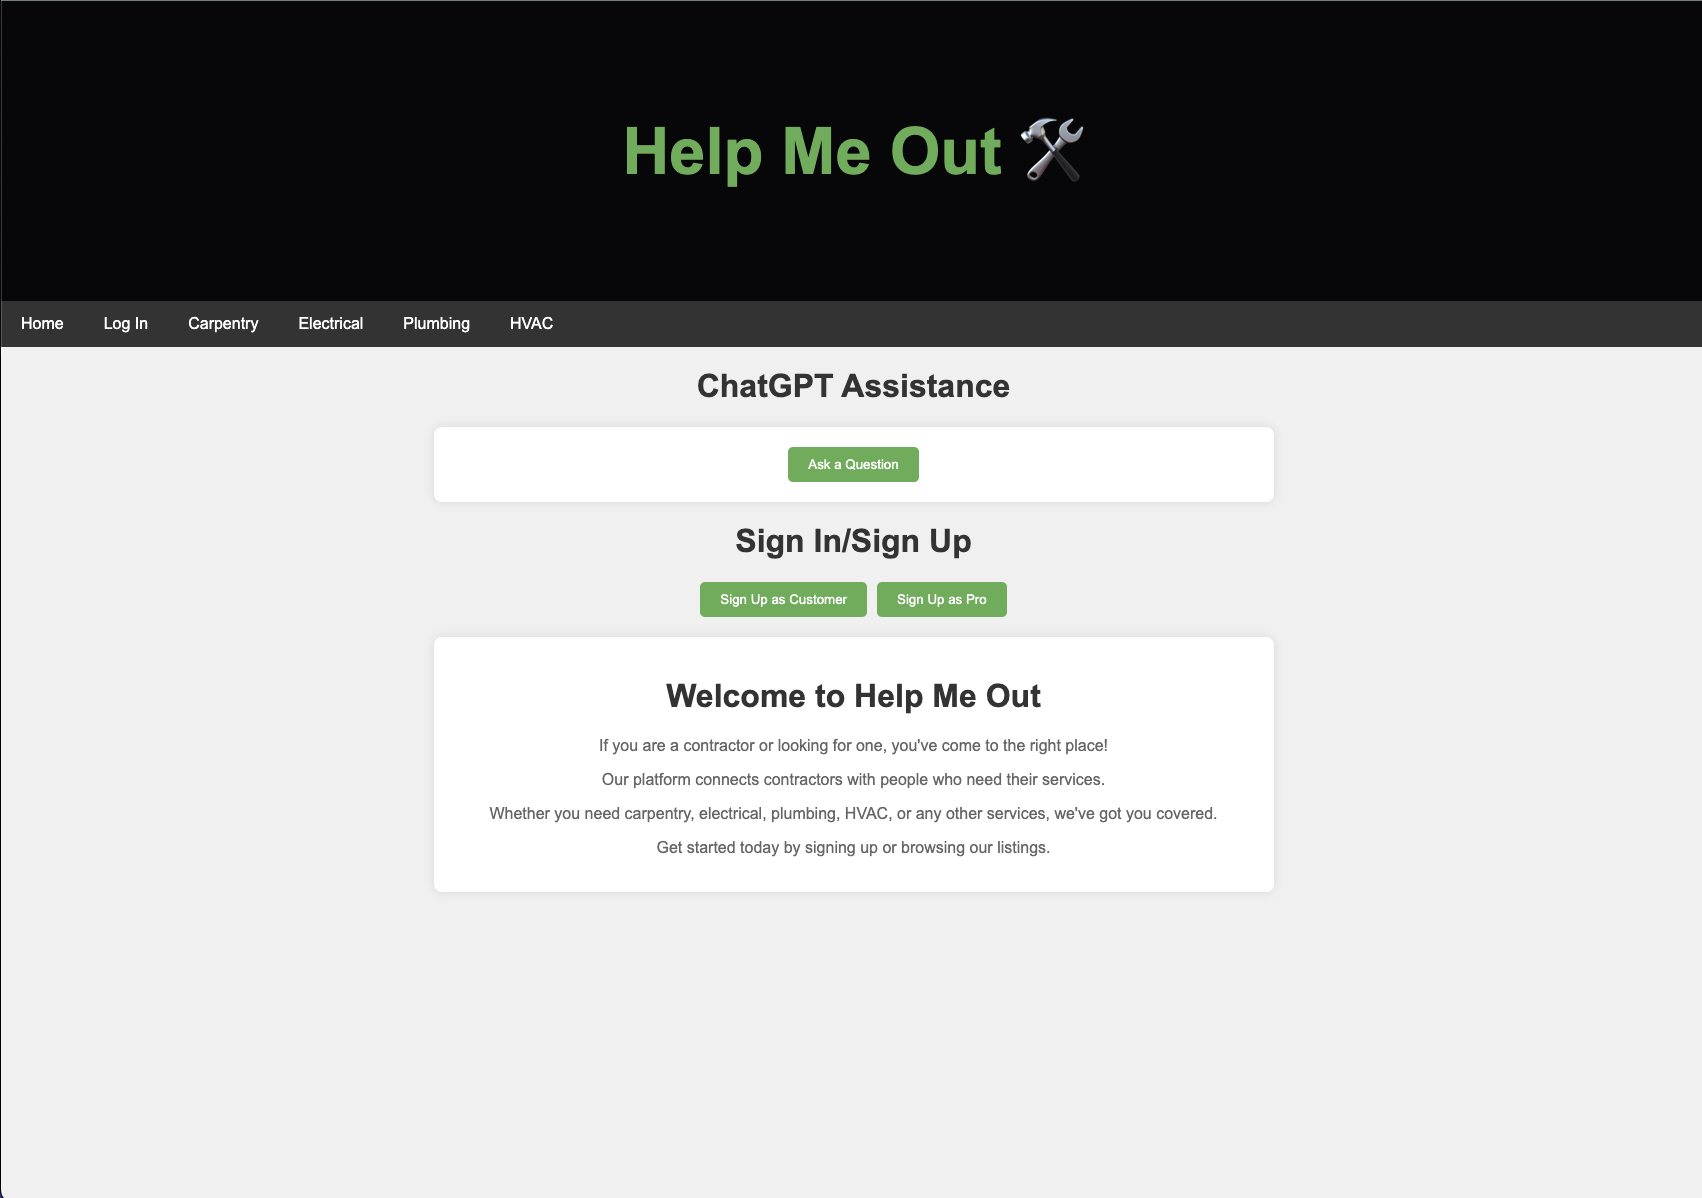 Help Me Out 🛠️
Home Log In Carpentry Electrical Plumbing HVAC
ChatGPT Assistance
Ask a Question
Sign In/Sign Up
Sign Up as Customer Sign Up as Pro
Welcome to Help Me Out
If you are a contractor or looking for one, you've come to the right place!
Our platform connects contractors with people who need their services.
Whether you need carpentry, electrical, plumbing, HVAC, or any other services, we've got you covered.
Get started today by signing up or browsing our listings.